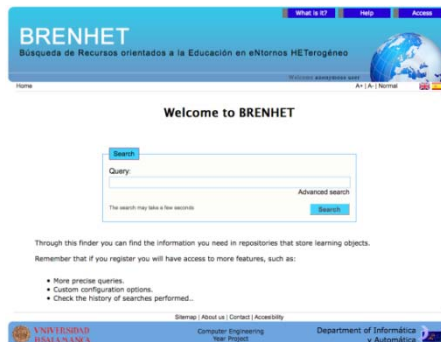 What is it? Help Access
BRENHET
Búsqueda de Recursos orientados a la Educación en eNtornos HETerogéneo
Welcome anonymous user
Home A+ | A- | Normal
Welcome to BRENHET
Search
Query:
Advanced search
The search may take a few seconds
Search
Through this finder you can find the information you need in repositories that store learning objects.
Remember that if you register you will have access to more features, such as:
• More precise queries.
• Custom configuration options.
• Check the history of searches performed...
Sitemap | About us | Contact | Accesibility
VNIVERSIDAD Computer Engineering Department of Informática
DSALAMANCA Year Project y Automática